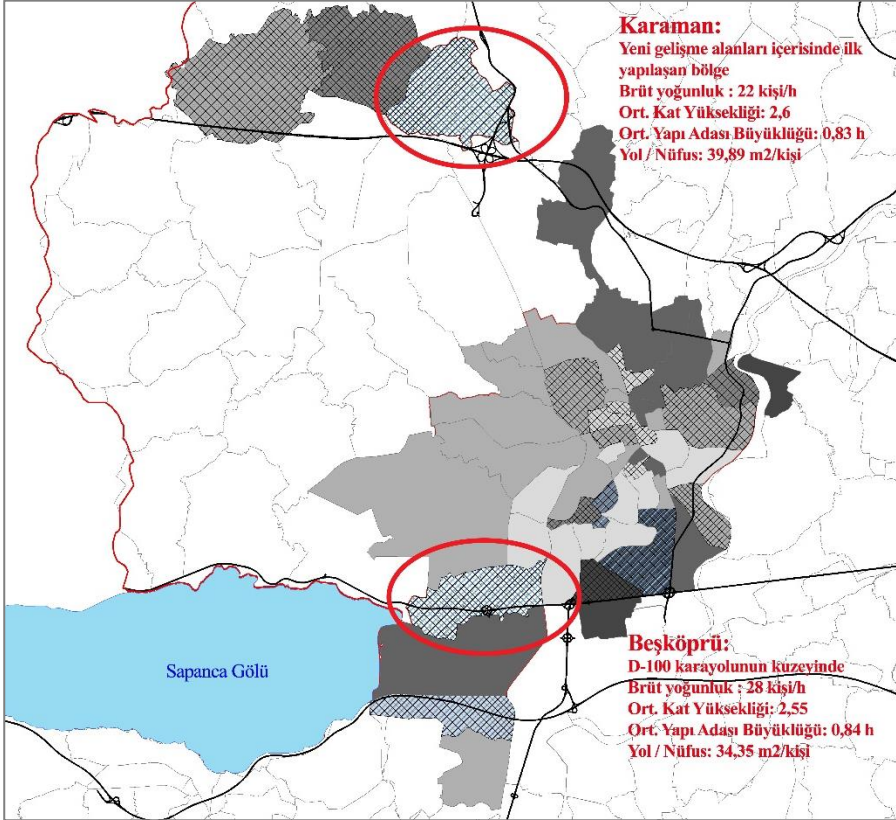 Karaman:
Yeni gelişme alanları içerisinde ilk
yapılaşan bölge
Brüt yoğunluk : 22 kişi/h
Ort. Kat Yüksekliği: 2,6
Ort. Yapı Adası Büyüklüğü: 0,83 h
Yol / Nüfus: 39,89 m2/kişi
Sapanca Gölü
Beşköprü:
D-100 karayolunun kuzeyinde
Brüt yoğunluk : 28 kişi/h
Ort. Kat Yüksekliği: 2,55
Ort. Yapı Adası Büyüklüğü: 0,84 h
Yol / Nüfus: 34,35 m2/kişi